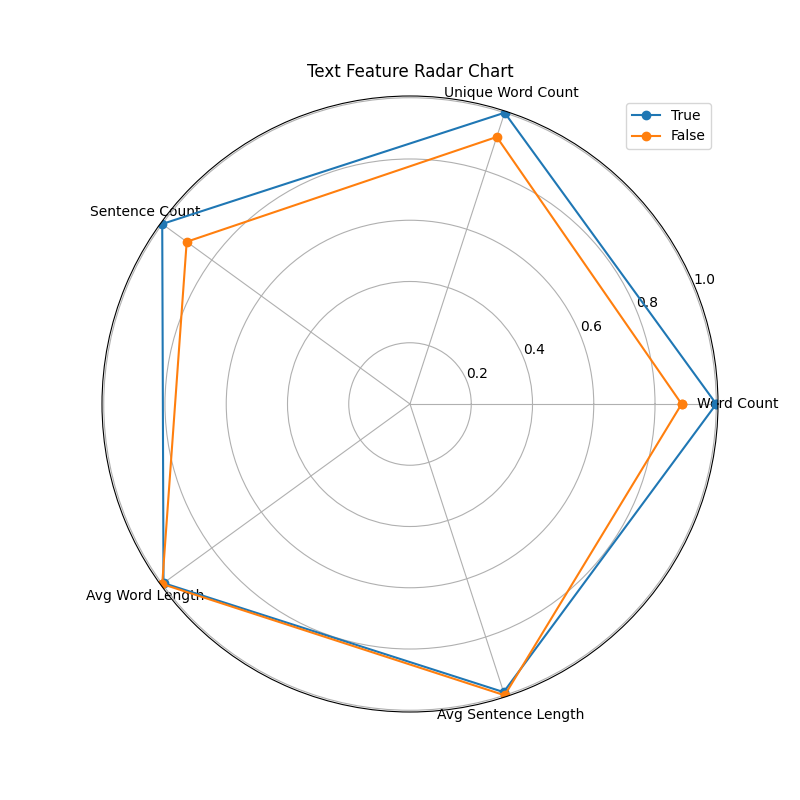 Text Feature Radar Chart
Unique Word Count
True
False
Sentence Count
1.0
0.8
0.6
0.4
0.2
Word Count
Avg Word Length
Avg Sentence Length